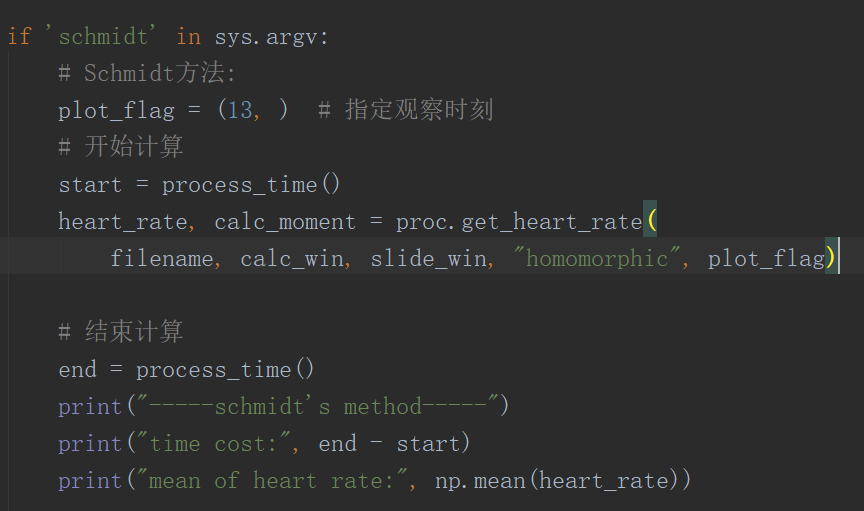 if 'schmidt' in sys.argv:
# Schmidt方法:
plot_flag = (13, )  # 指定观察时刻
# 开始计算
start = process_time()
heart_rate, calc_moment = proc.get_heart_rate(
filename, calc_win, slide_win, "homomorphic", plot_flag)
# 结束计算
end = process_time()
print("-----schmidt's method-----")
print("time cost:", end - start)
print("mean of heart rate:", np.mean(heart_rate))